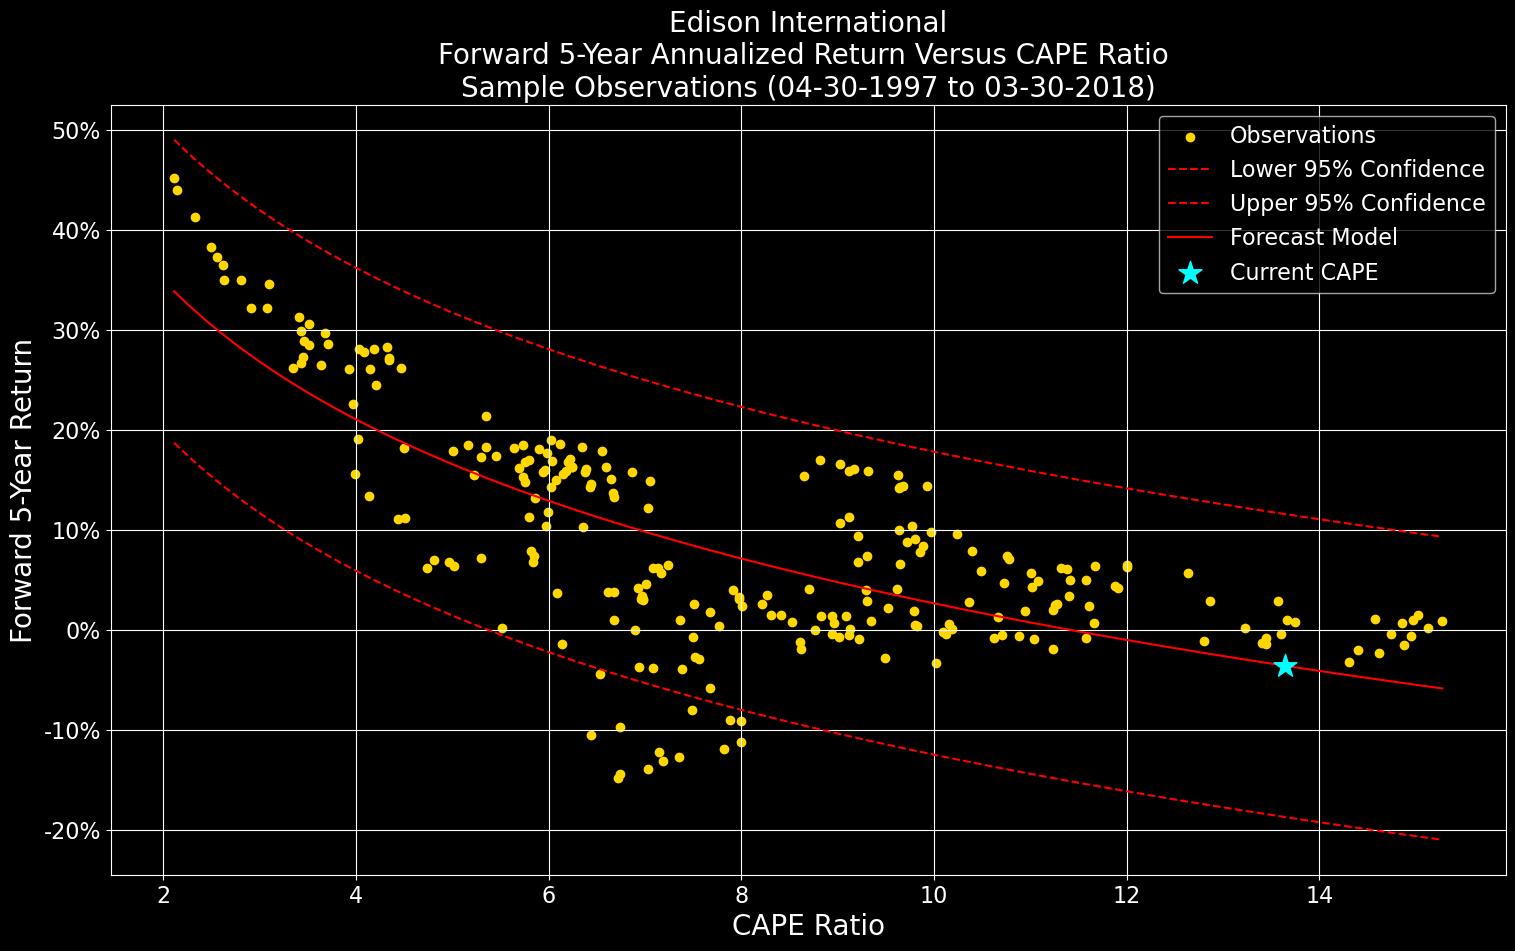 Edison International
Forward 5-Year Annualized Return Versus CAPE Ratio
Sample Observations (04-30-1997 to 03-30-2018)
Observations
Lower 95% Confidence
Upper 95% Confidence
Forecast Model
Current CAPE
Forward 5-Year Return
50%
40%
30%
20%
10%
0%
-10%
-20%
2 4 6 8 10 12 14
CAPE Ratio